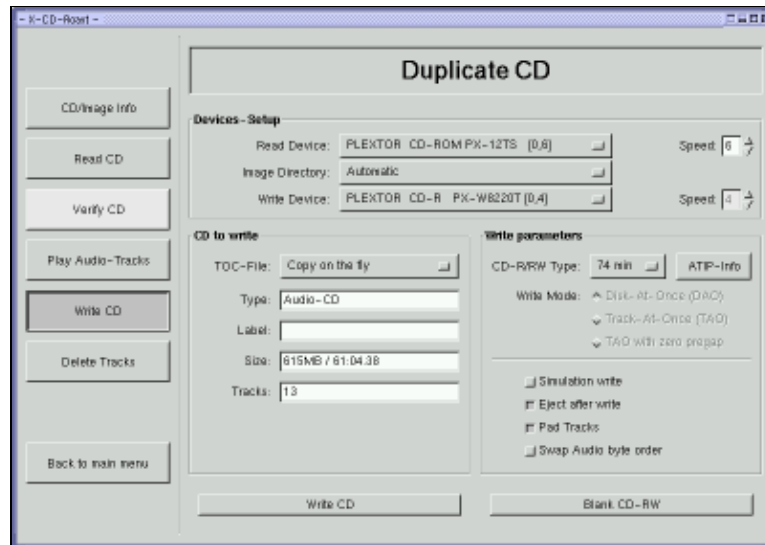 X-CD-Roast
Duplicate CD
CD/Image Info
Read CD
Verify CD
Play Audio-Tracks
Write CD
Delete Tracks
Back to main menu
Devices-Setup
Read Device: PLEXTOR CD-ROM PX-12TS [0,6] Speed: 6
Image Directory: Automatic
Write Device: PLEXTOR CD-R PX-W8220T [0,4] Speed: 4
CD to write
TOC-File: Copy on the fly
Type: Audio-CD
Label:
Size: 615MB / 61:04.38
Tracks: 13
Write parameters
CD-R/RW Type: 74 min ATIP-Info
Write Mode: Disk-At-Once (DAO)
Track-At-Once (TAO)
TAO with zero pregap
Simulation write
Eject after write
Pad Tracks
Swap Audio byte order
Write CD
Blank CD-RW